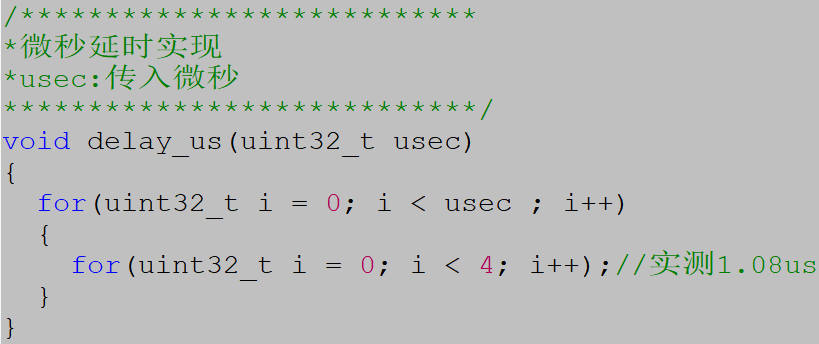 /***************************
*微秒延时实现
*usec:传入微秒
****************************/
void delay_us(uint32_t usec)
{
  for(uint32_t i = 0; i < usec ; i++)
  {
    for(uint32_t i = 0; i < 4; i++);//实测1.08us
  }
}